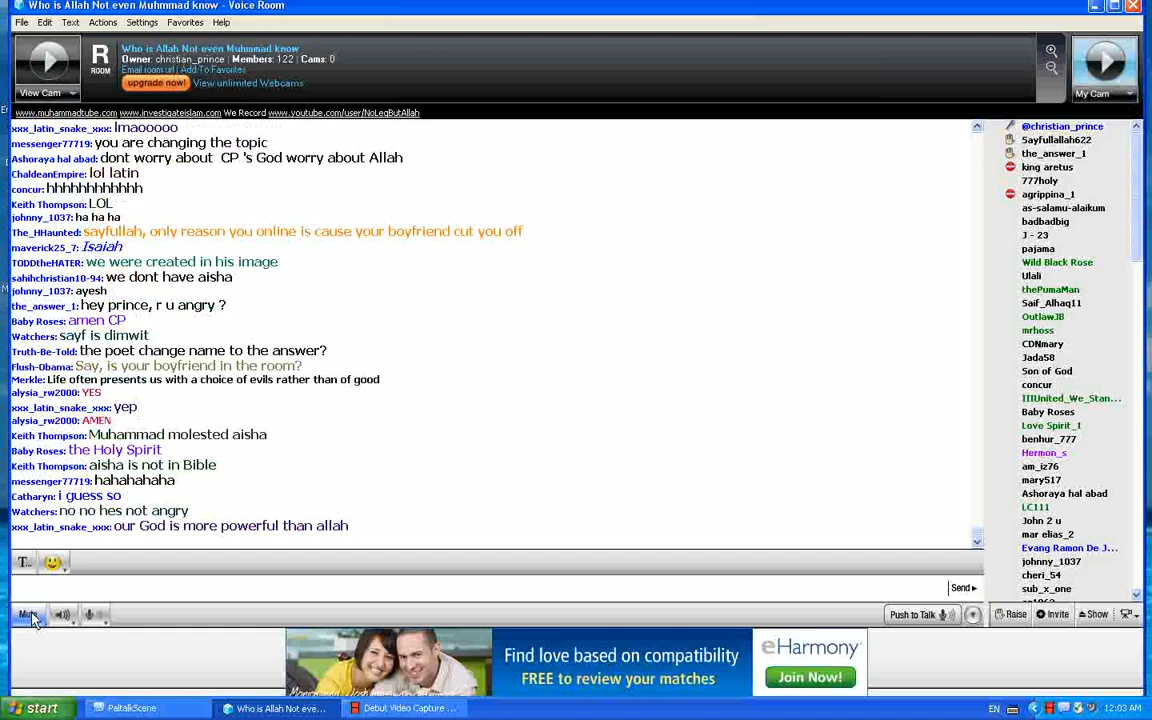 Who is Allah Not even Muhmmad know - Voice Room
File Edit Text Actions Settings Favorites Help
View Cam
R ROOM
Who is Allah Not even Muhmmad know
Owner: christian_prince | Members: 122 | Cams: 0
Email room url | Add To Favorites
upgrade now! View unlimited Webcams
My Cam
www.muhammadtube.com www.investigateislam.com We Record www.youtube.com/user/NoLegButAllah
xxx_latin_snake_xxx: lmaooooo
messenger77719: you are changing the topic
Ashoraya hal abad: dont worry about CP 's God worry about Allah
ChaldeanEmpire: lol latin
concur: hhhhhhhhhhhh
Keith Thompson: LOL
johnny_1037: ha ha ha
The_HHaunted: sayfullah, only reason you online is cause your boyfriend cut you off
maverick25_7: Isaiah
TODDtheHATER: we were created in his image
sahihchristian10-94: we dont have aisha
johnny_1037: ayesh
the_answer_1: hey prince, r u angry ?
Baby Roses: amen CP
Watchers: sayf is dimwit
Truth-Be-Told: the poet change name to the answer?
Flush-Obama: Say, is your boyfriend in the room?
Merkle: Life often presents us with a choice of evils rather than of good
alysia_rw2000: YES
xxx_latin_snake_xxx: yep
alysia_rw2000: AMEN
Keith Thompson: Muhammad molested aisha
Baby Roses: the Holy Spirit
Keith Thompson: aisha is not in Bible
messenger77719: hahahahaha
Catharyn: i guess so
Watchers: no no hes not angry
xxx_latin_snake_xxx: our God is more powerful than allah
@christian_prince
Sayfullallah622
the_answer_1
king aretus
777holy
agrippina_1
as-salamu-alaikum
badbadbig
J - 23
pajama
Wild Black Rose
Ulali
thePumaMan
Saif_Alhaq11
OutlawJB
mrhoss
CDNmary
Jada58
Son of God
concur
IIIUnited_We_Stan...
Baby Roses
Love Spirit_1
benhur_777
Hermon_s
am_iz76
mary517
Ashoraya hal abad
LC111
John 2 u
mar elias_2
Evang Ramon De J...
johnny_1037
cheri_54
sub_x_one
T...
Send
Mute
Push to Talk
Raise Invite Show
Find love based on compatibility
FREE to review your matches
eHarmony
Join Now!
start PaltalkScene Who is Allah Not eve... Debut Video Capture ... EN 12:03 AM